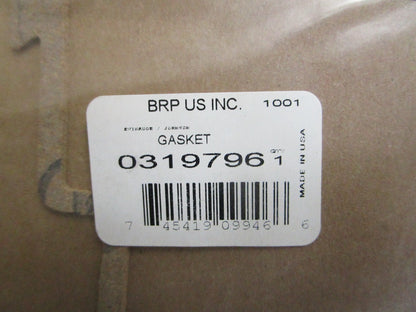 BRP US INC. 1001
EVINRUDE / JOHNSON
GASKET
0319796 QTY 1
MADE IN USA
7 45419 09946 6